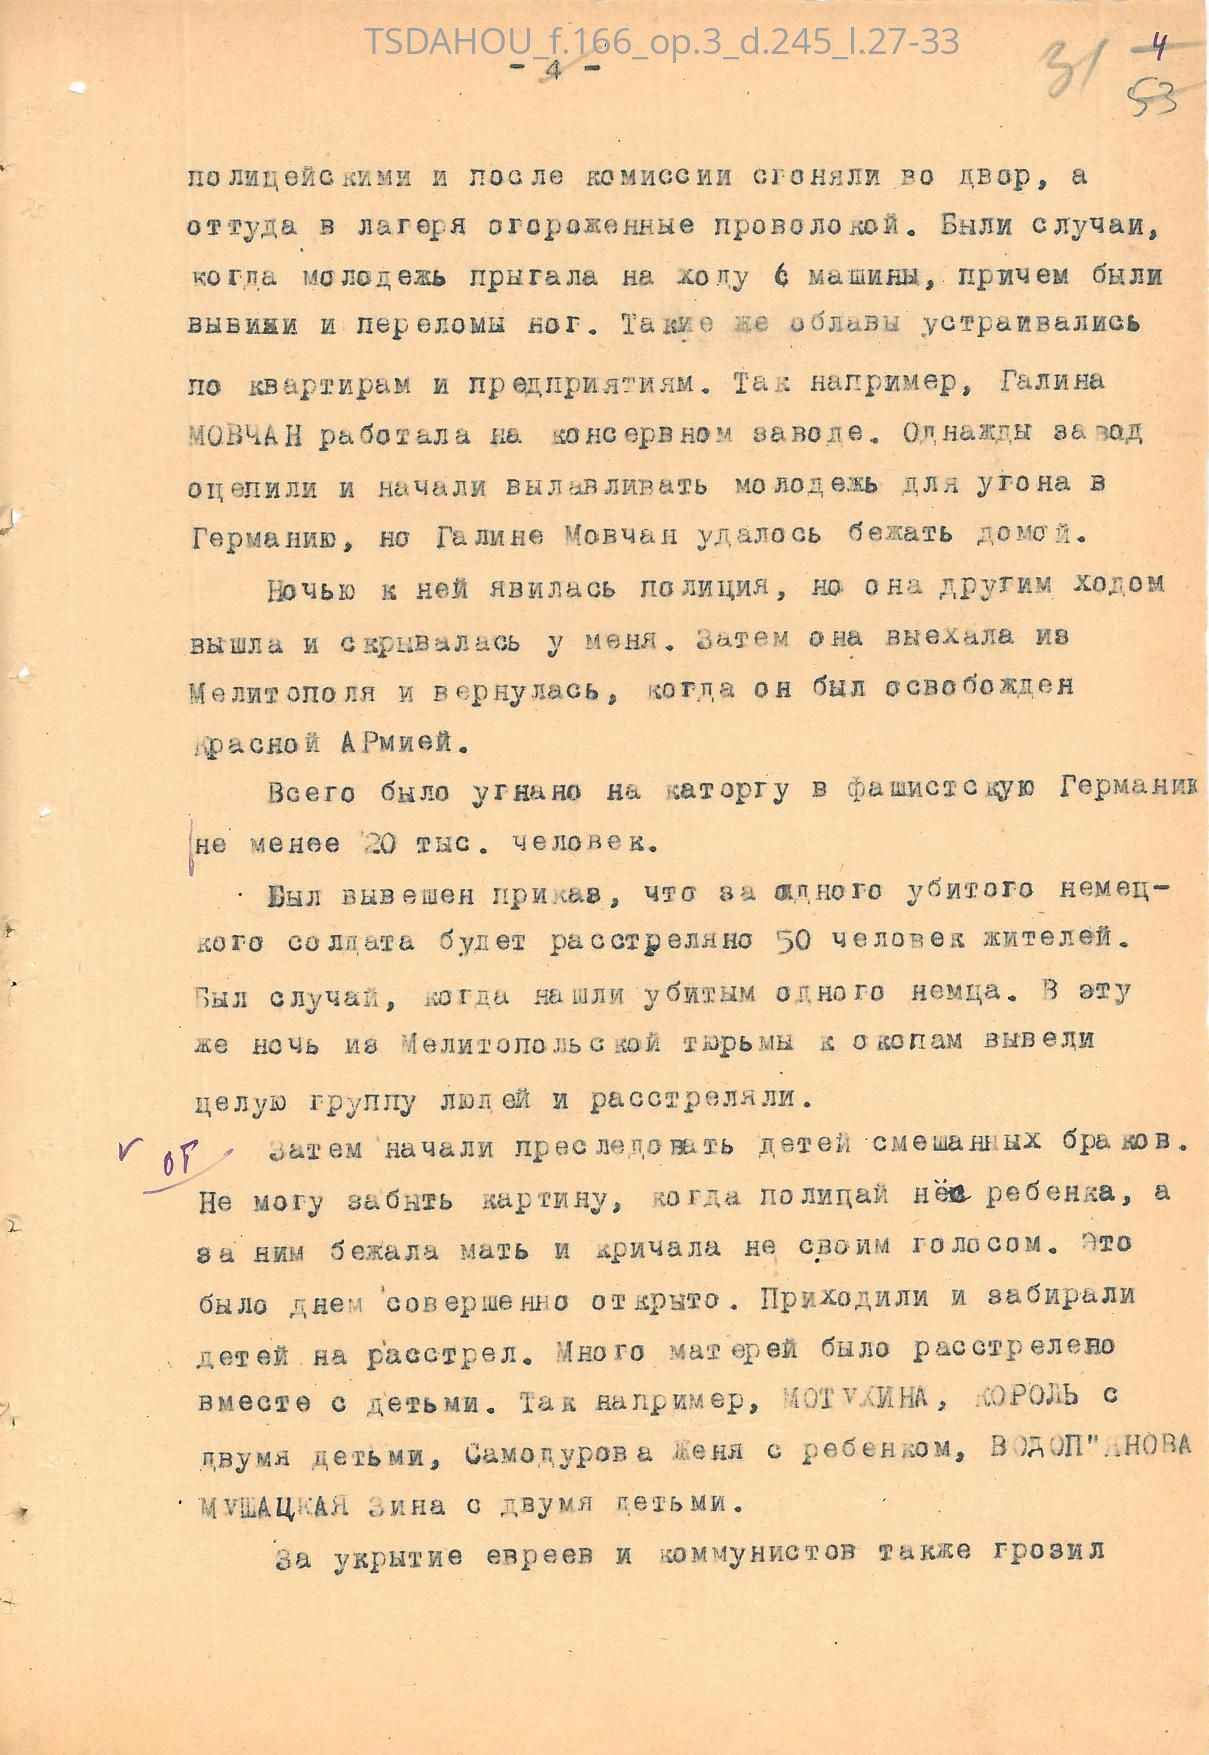 TSDAHOU_f.166_op.3_d.245_l.27-33
- 4 -
31
4
53
полицейскими и после комиссии сгоняли во двор, а
оттуда в лагеря огороженные проволокой. Были случаи,
когда молодежь прыгала на ходу с машины, причем были
вывихи и переломы ног. Такие же облавы устраивались
по квартирам и предприятиям. Так например, Галина
МОВЧАН работала на консервном заводе. Однажды завод
оцепили и начали вылавливать молодежь для угона в
Германию, но Галине Мовчан удалось бежать домой.
Ночью к ней явилась полиция, но она другим ходом
вышла и скрывалась у меня. Затем она выехала из
Мелитополя и вернулась, когда он был освобожден
Красной АРмией.
Всего было угнано на каторгу в фашистскую Германию
не менее 20 тыс. человек.
Был вывешен приказ, что за одного убитого немец-
кого солдата будет расстреляно 50 человек жителей.
Был случай, когда нашли убитым одного немца. В эту
же ночь из Мелитопольской тюрьмы к окопам вывели
целую группу людей и расстреляли.
Затем начали преследовать детей смешанных браков.
Не могу забыть картину, когда полицай нёс ребенка, а
за ним бежала мать и кричала не своим голосом. Это
было днем совершенно открыто. Приходили и забирали
детей на расстрел. Много матерей было расстрелено
вместе с детьми. Так например, МОТУХИНА, КОРОЛЬ с
двумя детьми, Самодурова Женя с ребенком, ВОДОП"ЯНОВА
МУШАЦКАЯ Зина с двумя детьми.
За укрытие евреев и коммунистов также грозил